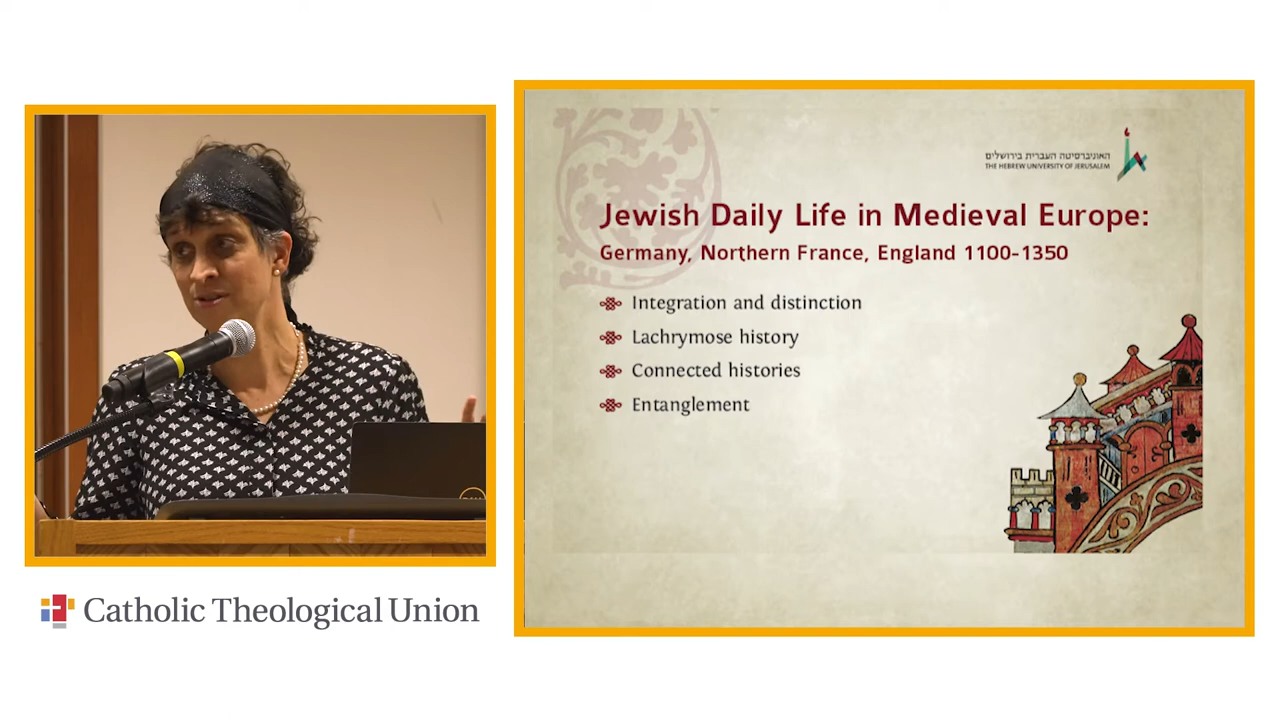 האוניברסיטה העברית בירושלים
THE HEBREW UNIVERSITY OF JERUSALEM
Jewish Daily Life in Medieval Europe:
Germany, Northern France, England 1100-1350
Integration and distinction
Lachrymose history
Connected histories
Entanglement
Catholic Theological Union